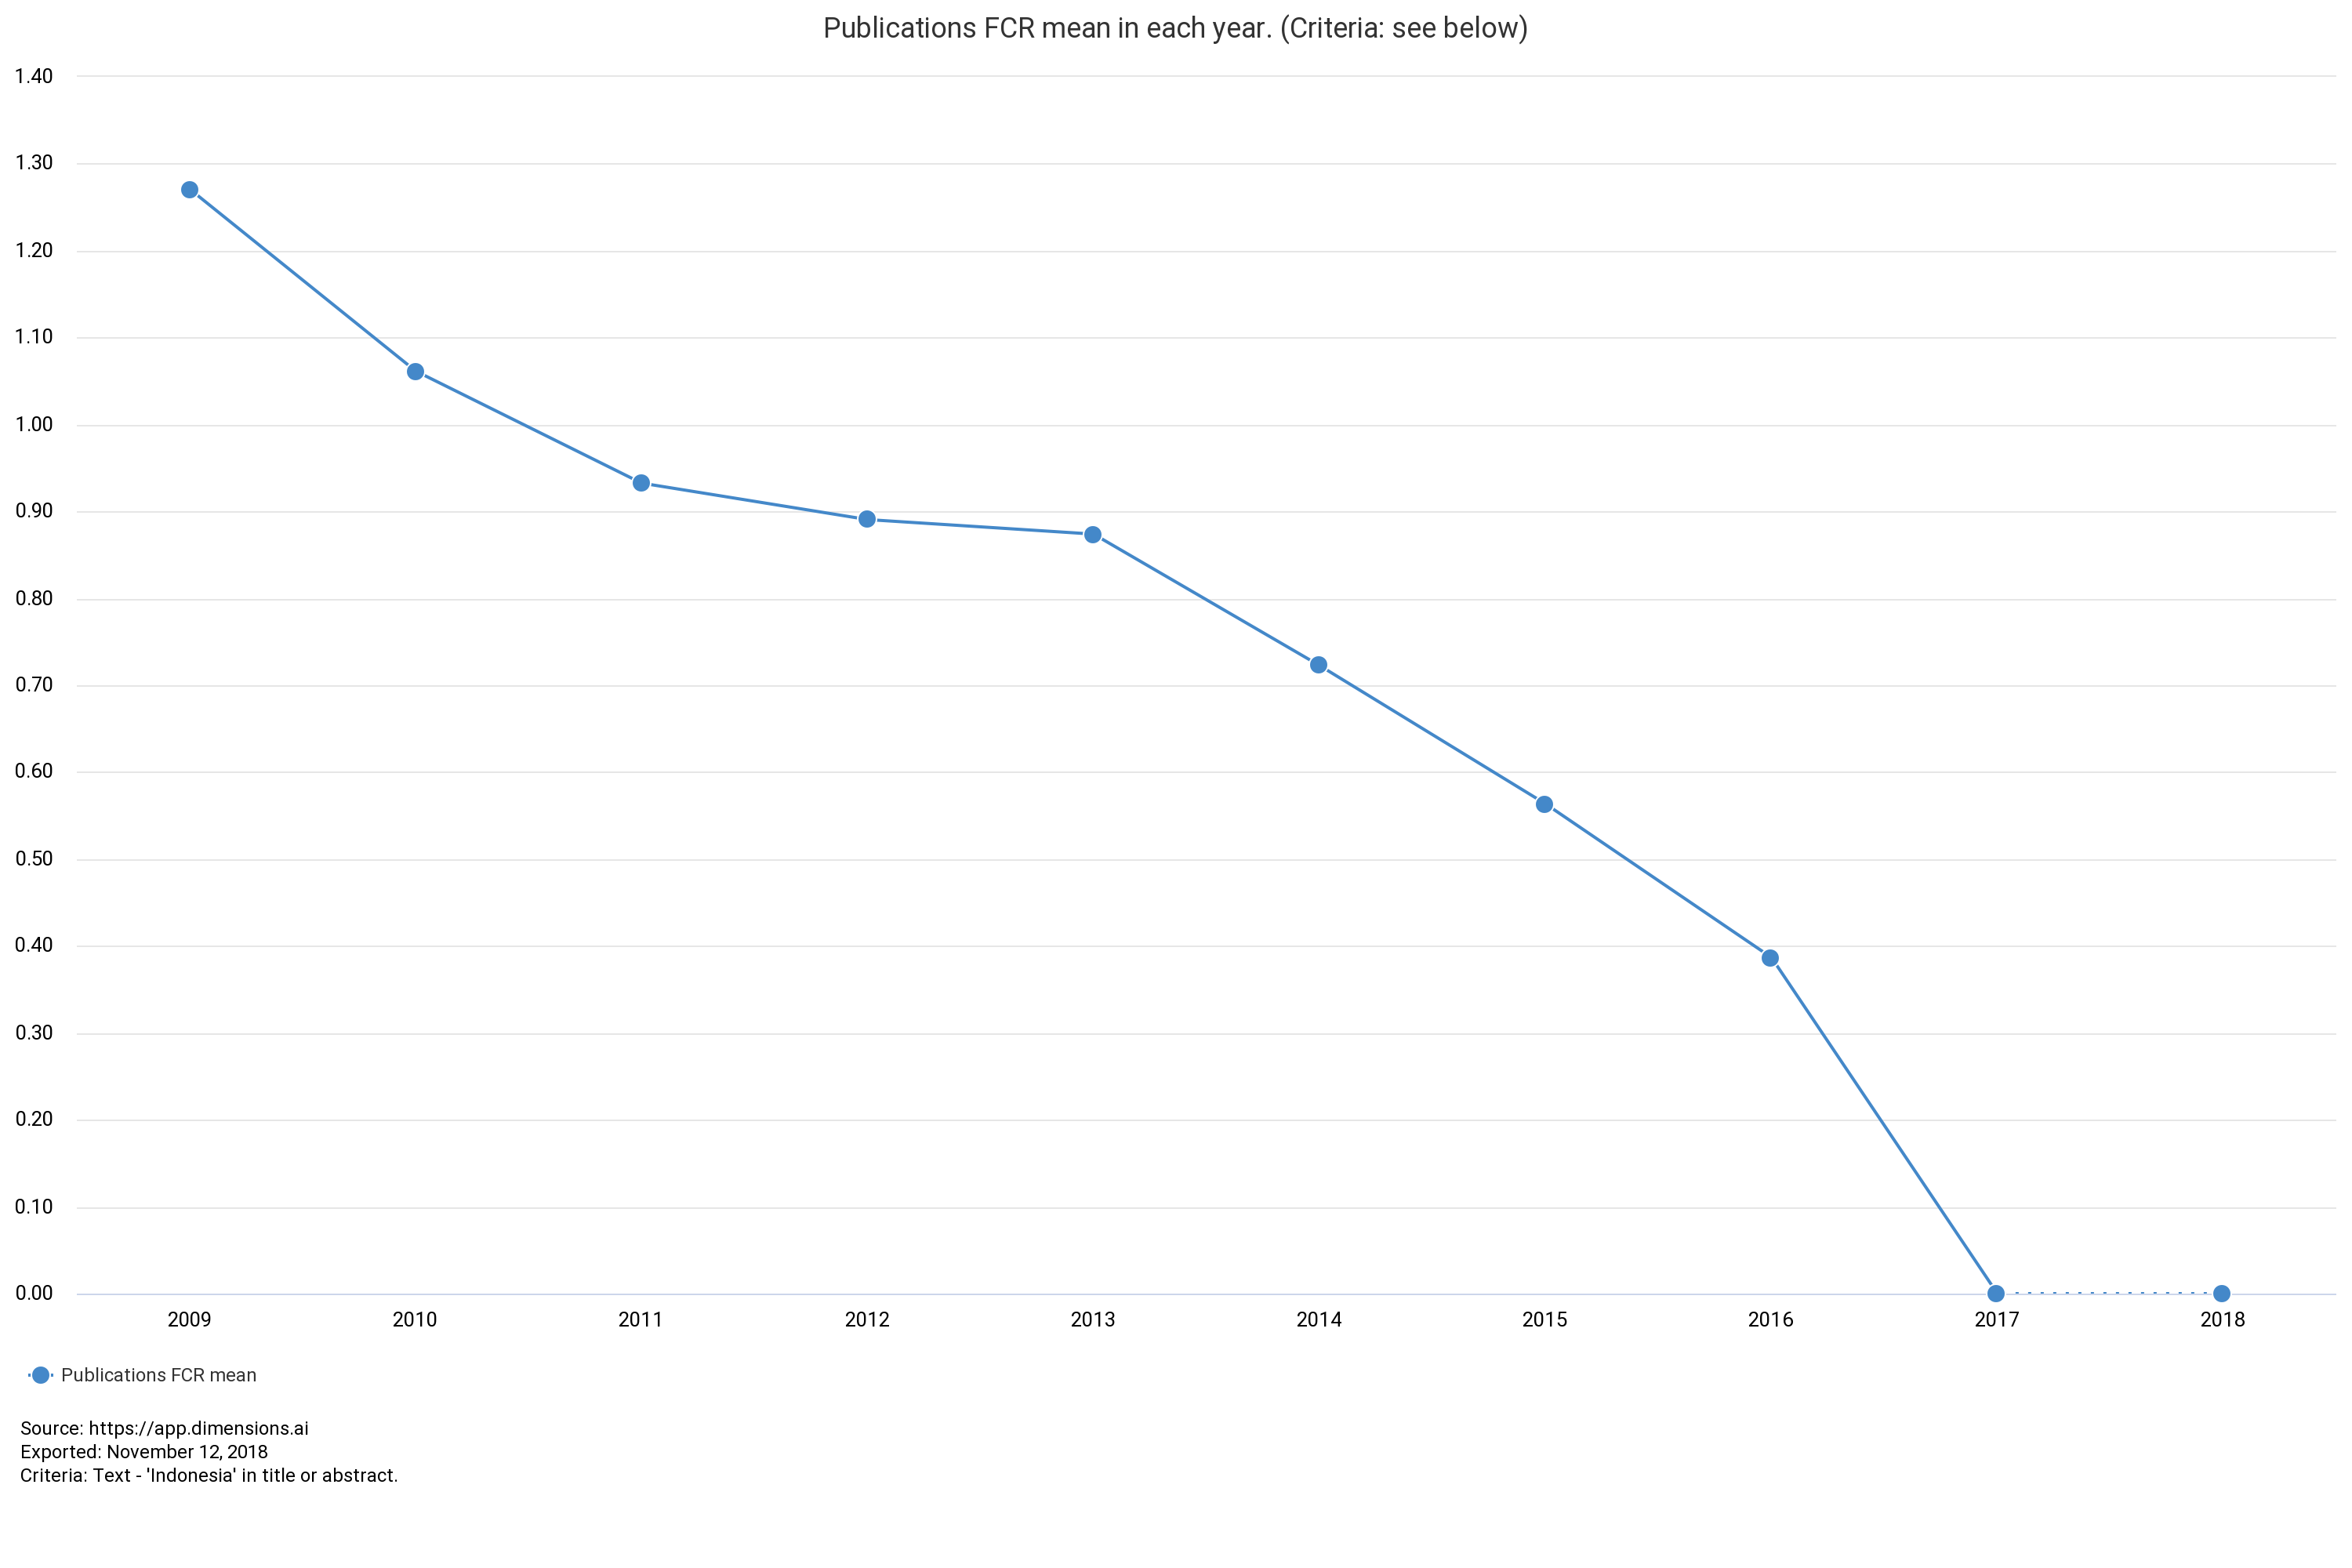 Publications FCR mean in each year. (Criteria: see below)
1.40
1.30
1.20
1.10
1.00
0.90
0.80
0.70
0.60
0.50
0.40
0.30
0.20
0.10
0.00
2009 2010 2011 2012 2013 2014 2015 2016 2017 2018
Publications FCR mean
Source: https://app.dimensions.ai
Exported: November 12, 2018
Criteria: Text - 'Indonesia' in title or abstract.